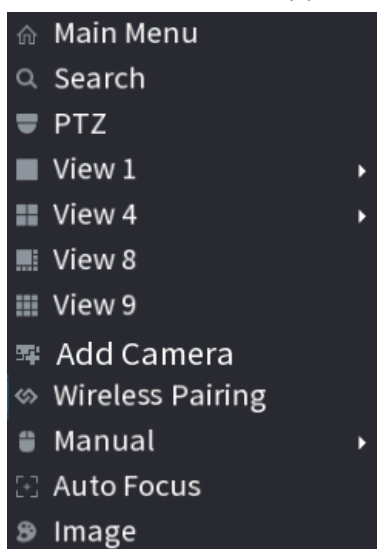 Main Menu
Search
PTZ
View 1
View 4
View 8
View 9
Add Camera
Wireless Pairing
Manual
Auto Focus
Image